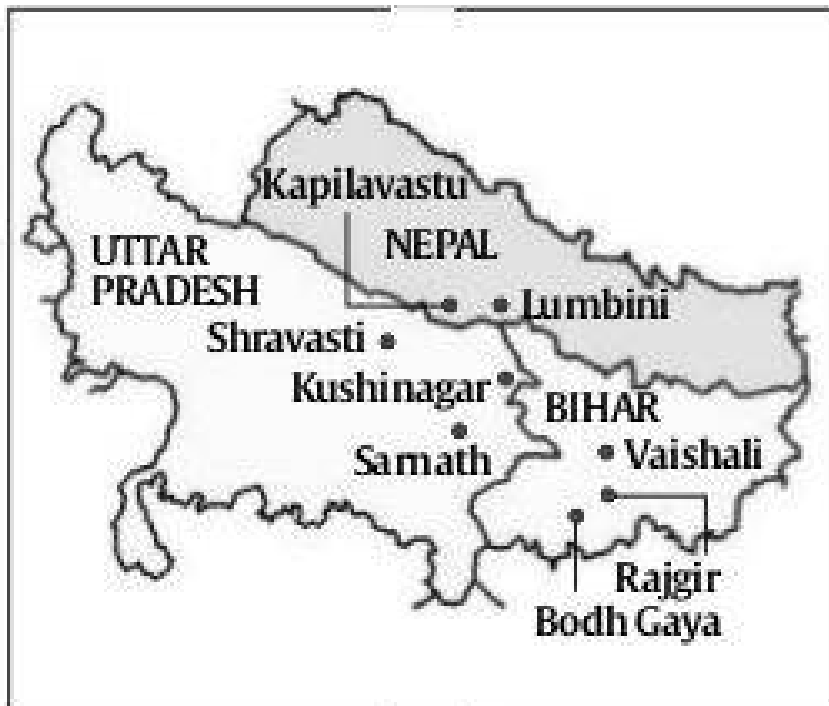 Kapilavastu
NEPAL
UTTAR
PRADESH
Lumbini
Shravasti
Kushinagar
BIHAR
Sarnath
Vaishali
Rajgir
Bodh Gaya